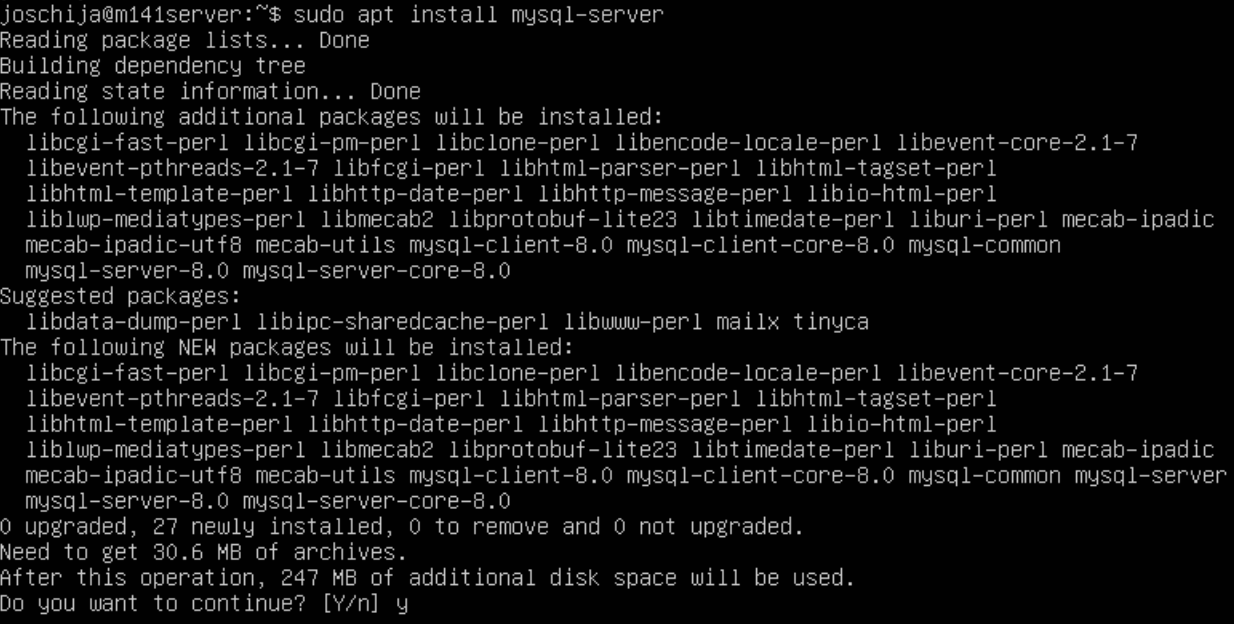 joschija@m141server:~$ sudo apt install mysql-server
Reading package lists... Done
Building dependency tree
Reading state information... Done
The following additional packages will be installed:
  libcgi-fast-perl libcgi-pm-perl libclone-perl libencode-locale-perl libevent-core-2.1-7
  libevent-pthreads-2.1-7 libfcgi-perl libhtml-parser-perl libhtml-tagset-perl
  libhtml-template-perl libhttp-date-perl libhttp-message-perl libio-html-perl
  liblwp-mediatypes-perl libmecab2 libprotobuf-lite23 libtimedate-perl liburi-perl mecab-ipadic
  mecab-ipadic-utf8 mecab-utils mysql-client-8.0 mysql-client-core-8.0 mysql-common
  mysql-server-8.0 mysql-server-core-8.0
Suggested packages:
  libdata-dump-perl libipc-sharedcache-perl libwww-perl mailx tinyca
The following NEW packages will be installed:
  libcgi-fast-perl libcgi-pm-perl libclone-perl libencode-locale-perl libevent-core-2.1-7
  libevent-pthreads-2.1-7 libfcgi-perl libhtml-parser-perl libhtml-tagset-perl
  libhtml-template-perl libhttp-date-perl libhttp-message-perl libio-html-perl
  liblwp-mediatypes-perl libmecab2 libprotobuf-lite23 libtimedate-perl liburi-perl mecab-ipadic
  mecab-ipadic-utf8 mecab-utils mysql-client-8.0 mysql-client-core-8.0 mysql-common mysql-server
  mysql-server-8.0 mysql-server-core-8.0
0 upgraded, 27 newly installed, 0 to remove and 0 not upgraded.
Need to get 30.6 MB of archives.
After this operation, 247 MB of additional disk space will be used.
Do you want to continue? [Y/n] y